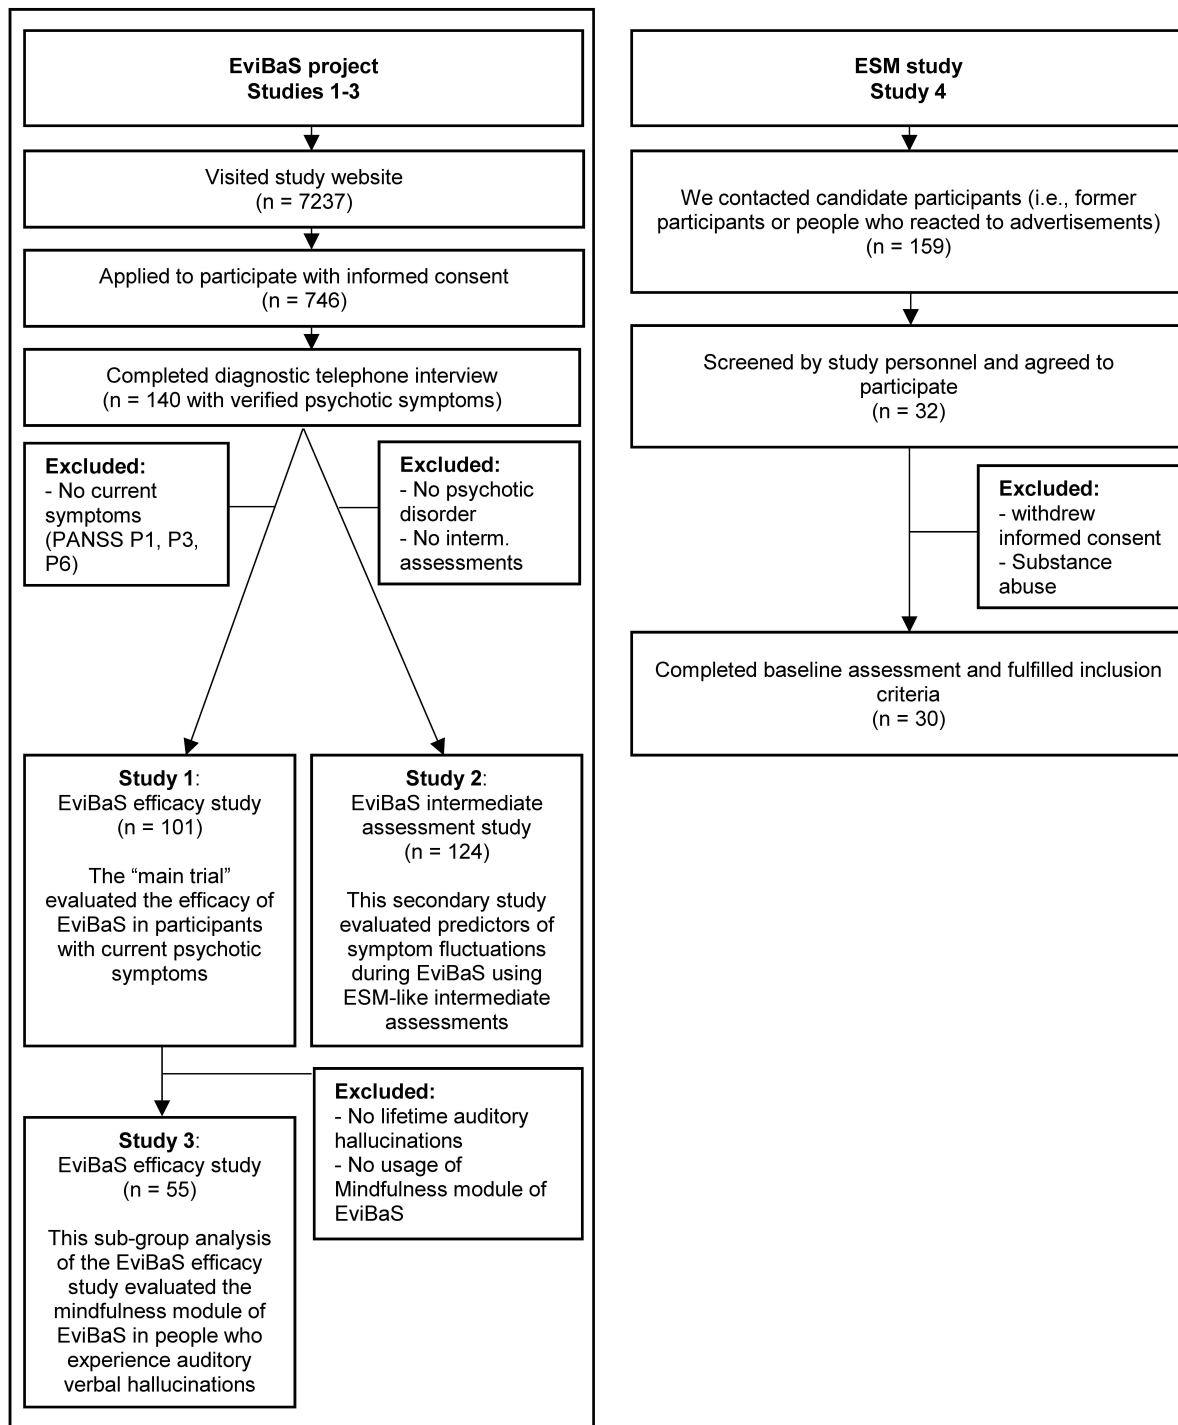 EviBaS project
Studies 1-3
Visited study website
(n = 7237)
Applied to participate with informed consent
(n = 746)
Completed diagnostic telephone interview
(n = 140 with verified psychotic symptoms)
Excluded:
- No current
symptoms
(PANSS P1, P3,
P6)
Excluded:
- No psychotic
disorder
- No interm.
assessments
Study 1:
EviBaS efficacy study
(n = 101)
The “main trial”
evaluated the efficacy of
EviBaS in participants
with current psychotic
symptoms
Study 2:
EviBaS intermediate
assessment study
(n = 124)
This secondary study
evaluated predictors of
symptom fluctuations
during EviBaS using
ESM-like intermediate
assessments
Excluded:
- No lifetime auditory
hallucinations
- No usage of
Mindfulness module of
EviBaS
Study 3:
EviBaS efficacy study
(n = 55)
This sub-group analysis
of the EviBaS efficacy
study evaluated the
mindfulness module of
EviBaS in people who
experience auditory
verbal hallucinations
ESM study
Study 4
We contacted candidate participants (i.e., former
participants or people who reacted to advertisements)
(n = 159)
Screened by study personnel and agreed to
participate
(n = 32)
Excluded:
- withdrew
informed consent
- Substance
abuse
Completed baseline assessment and fulfilled inclusion
criteria
(n = 30)